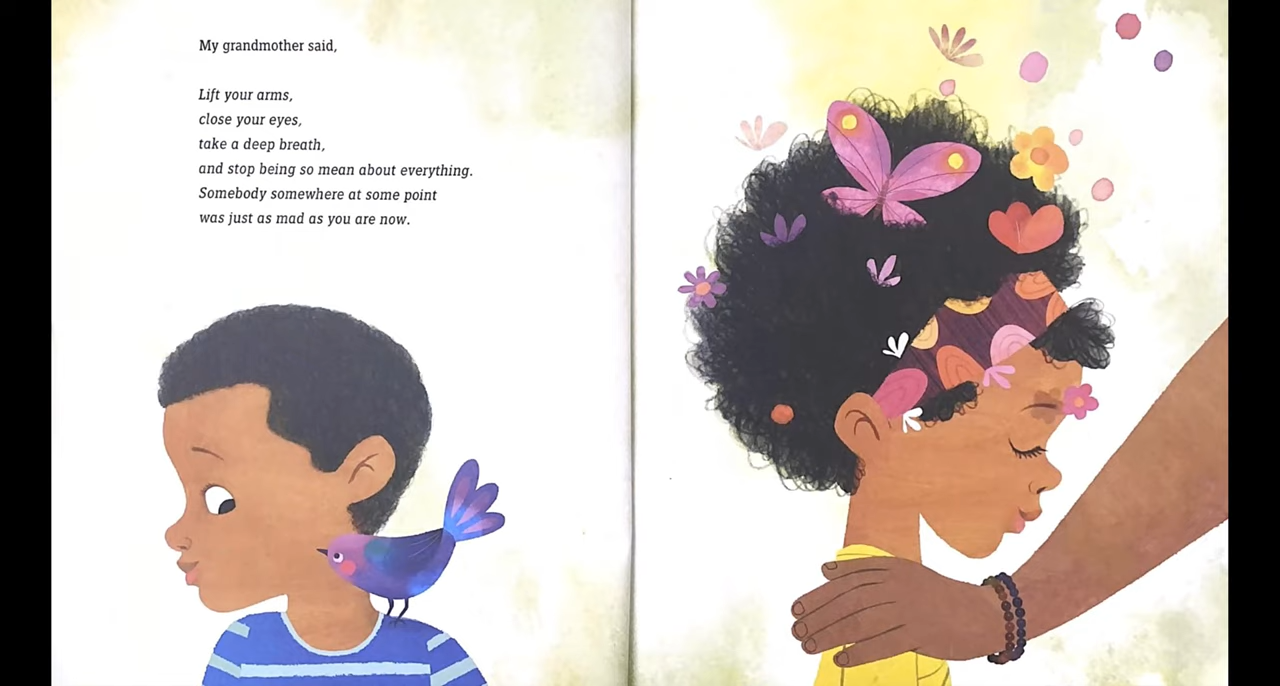 My grandmother said,
Lift your arms,
close your eyes,
take a deep breath,
and stop being so mean about everything.
Somebody somewhere at some point
was just as mad as you are now.